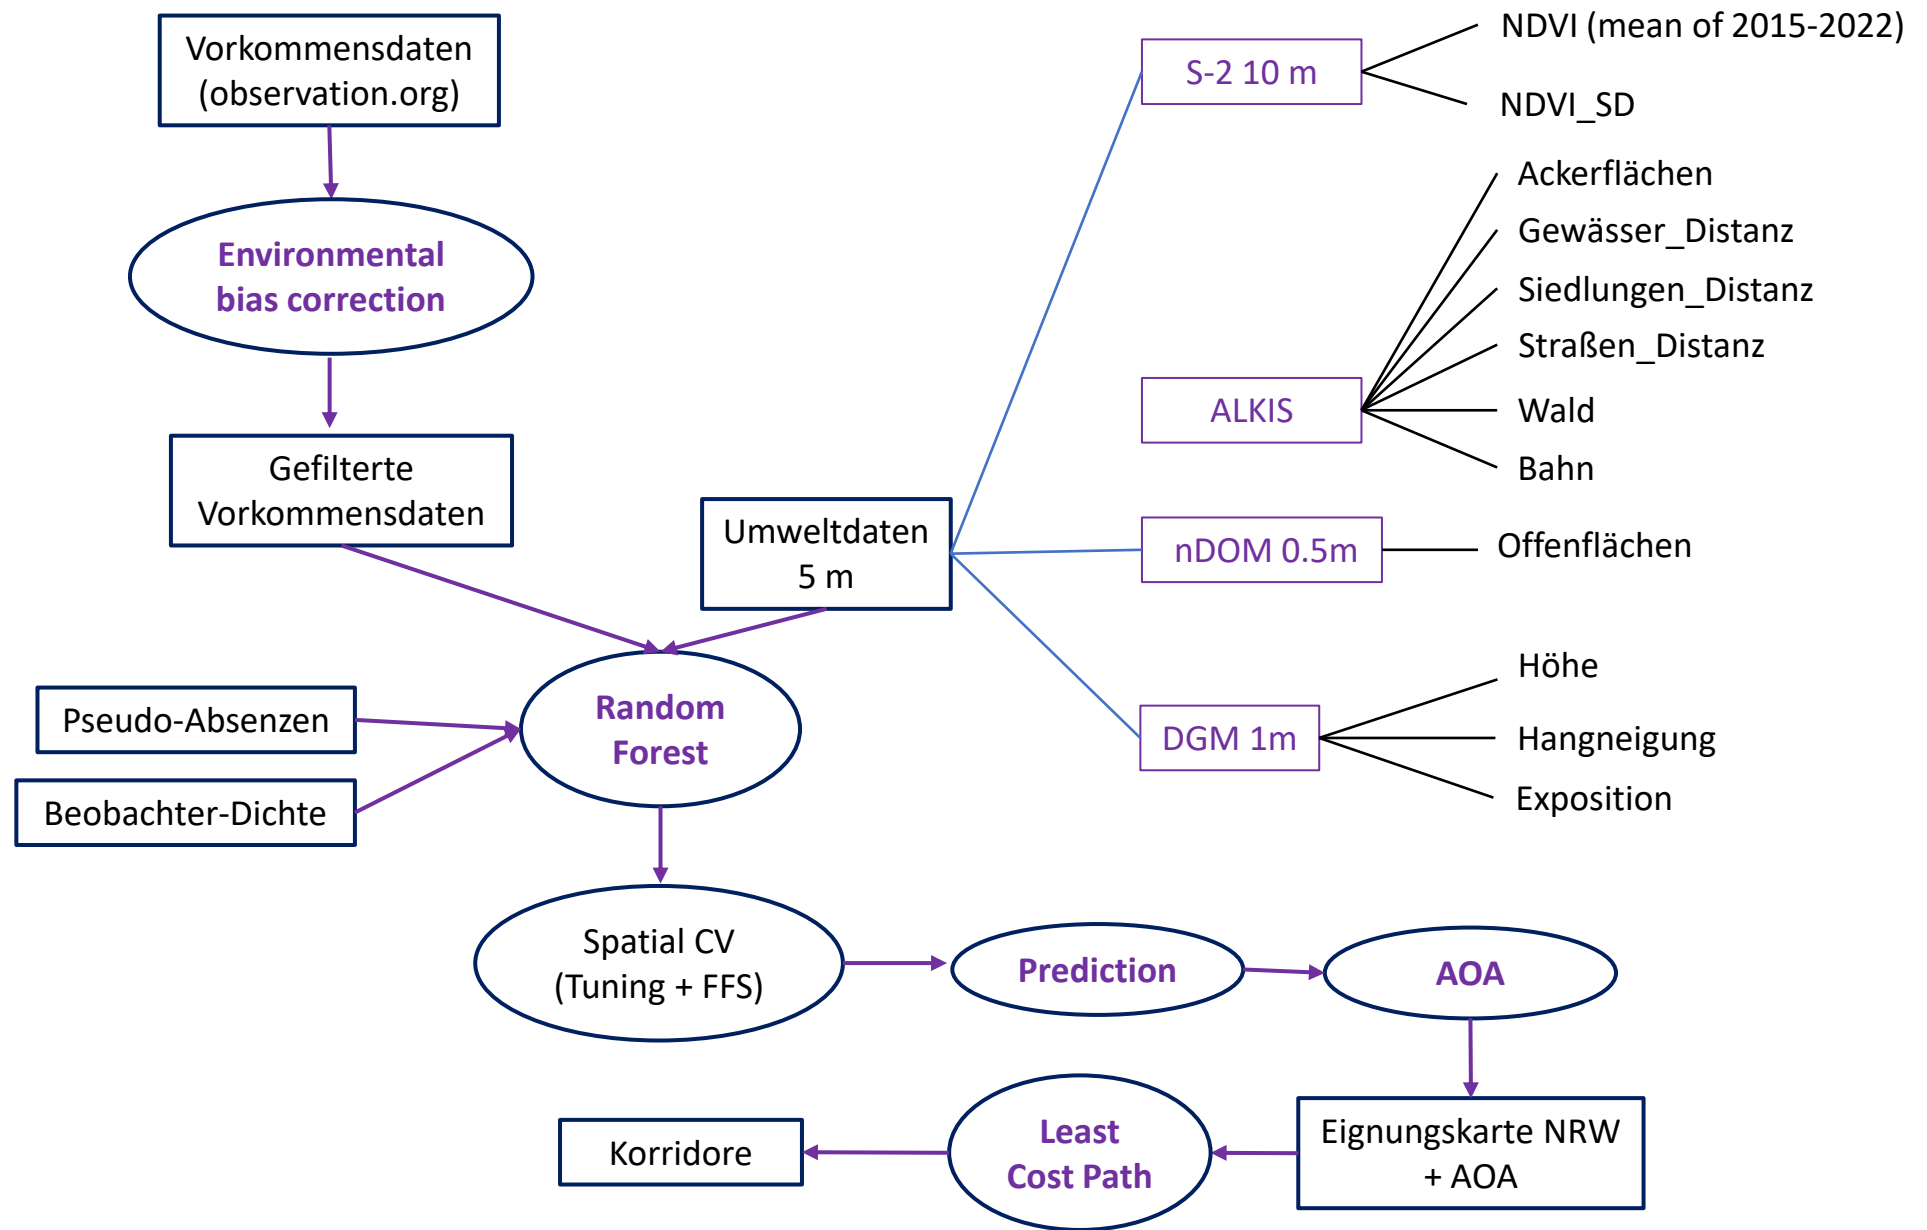 Vorkommensdaten
(observation.org)
Environmental
bias correction
Gefilterte
Vorkommensdaten
Umweltdaten
5 m
S-2 10 m
NDVI (mean of 2015-2022)
NDVI_SD
ALKIS
Ackerflächen
Gewässer_Distanz
Siedlungen_Distanz
Straßen_Distanz
Wald
Bahn
nDOM 0.5m
Offenflächen
DGM 1m
Höhe
Hangneigung
Exposition
Pseudo-Absenzen
Beobachter-Dichte
Random
Forest
Spatial CV
(Tuning + FFS)
Prediction
AOA
Eignungskarte NRW
+ AOA
Least
Cost Path
Korridore